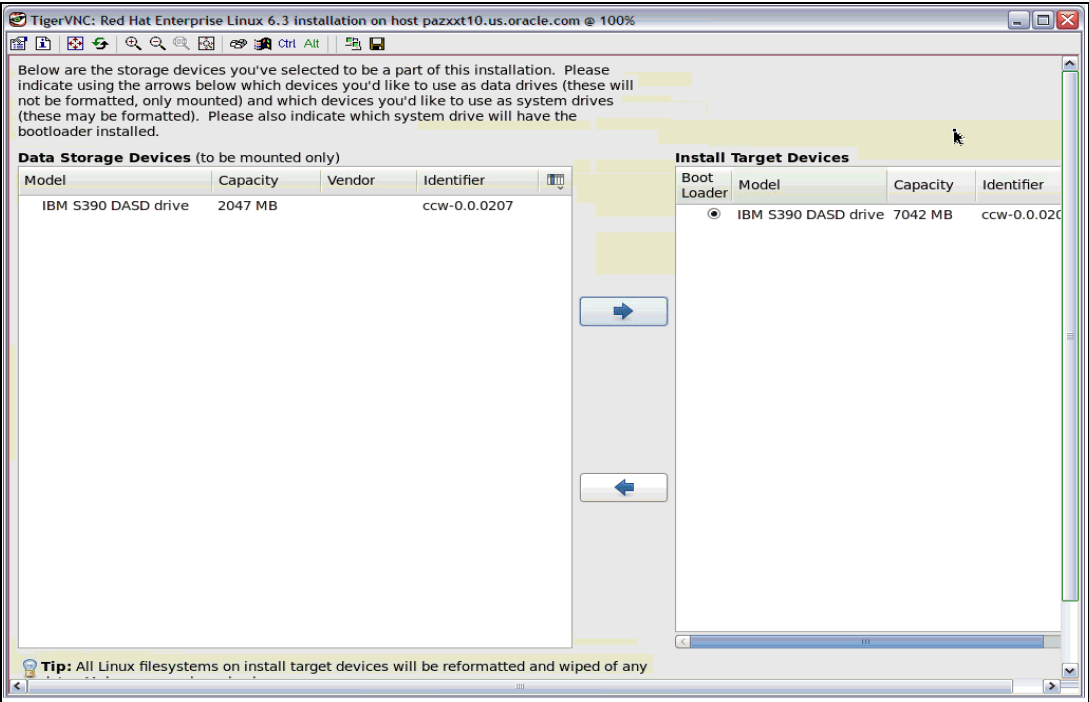 TigerVNC: Red Hat Enterprise Linux 6.3 installation on host pazxxt10.us.oracle.com @ 100%
Ctrl Alt
Below are the storage devices you've selected to be a part of this installation.  Please
indicate using the arrows below which devices you'd like to use as data drives (these will
not be formatted, only mounted) and which devices you'd like to use as system drives
(these may be formatted).  Please also indicate which system drive will have the
bootloader installed.
Data Storage Devices (to be mounted only)
Model Capacity Vendor Identifier
IBM S390 DASD drive 2047 MB ccw-0.0.0207
Install Target Devices
Boot Loader Model Capacity Identifier
IBM S390 DASD drive 7042 MB ccw-0.0.020
Tip: All Linux filesystems on install target devices will be reformatted and wiped of any